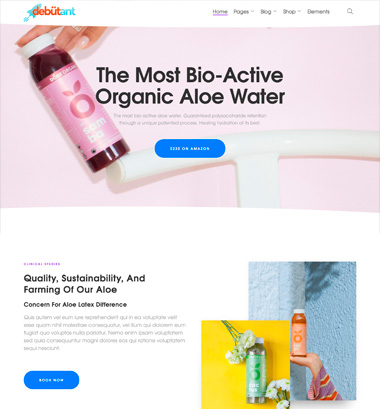 debütant
Home Pages Blog Shop Elements
The Most Bio-Active
Organic Aloe Water
The most bio active aloe water. Guaranteed polysaccharide retention
through a unique patented process. Healing hydration at its best.
SEE ON AMAZON
CLINICAL STUDIES
Quality, Sustainability, And
Farming Of Our Aloe
Concern For Aloe Latex Difference
Quis autem vel eum iure reprehenderit qui in ea voluptate velit
esse quam nihil molestiae consequatur, vel illum qui dolorem eum
fugiat quo voluptas nulla pariatur. Nemo enim ipsam voluptatem
sed quia consequuntur magni dolores eos qui ratione voluptatem
sequi nesciunt.
BOOK NOW